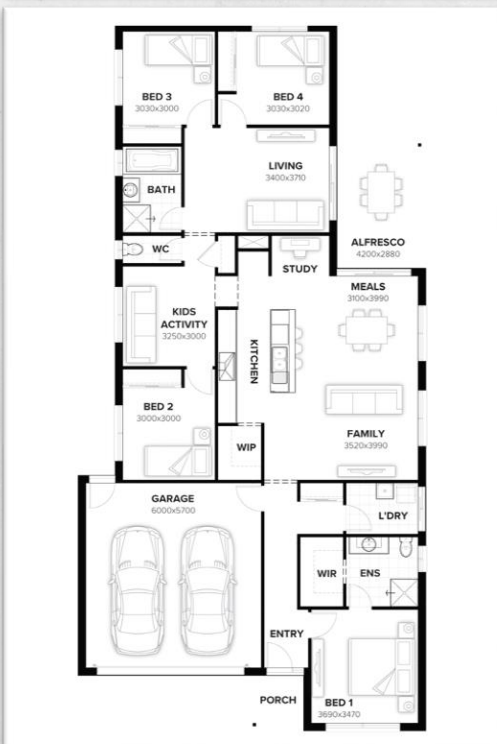 BED 3
3030x3000
BED 4
3030x3020
LIVING
3400x3710
BATH
ALFRESCO
4200x2880
WC
STUDY
MEALS
3100x3990
KIDS
ACTIVITY
3250x3000
KITCHEN
BED 2
3000x3000
WIP
FAMILY
3520x3990
GARAGE
6000x5700
L'DRY
WIR
ENS
ENTRY
PORCH
BED 1
3690x3470